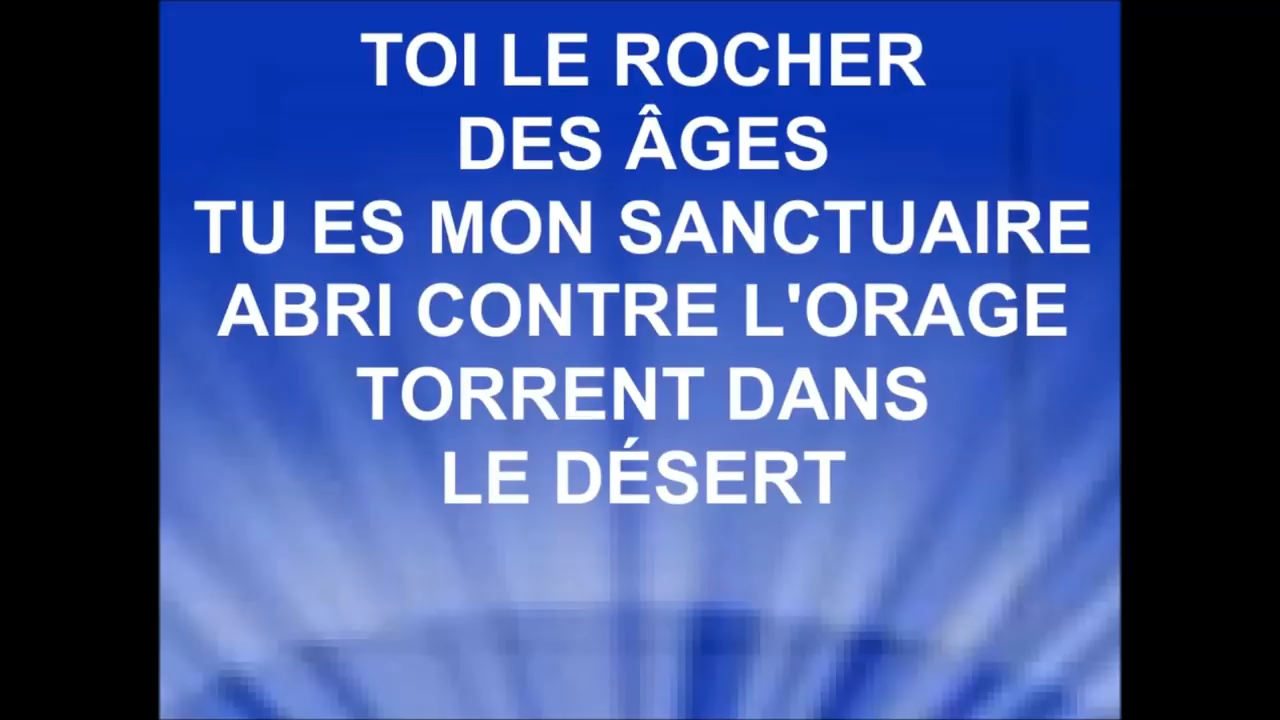 TOI LE ROCHER
DES ÂGES
TU ES MON SANCTUAIRE
ABRI CONTRE L'ORAGE
TORRENT DANS
LE DÉSERT